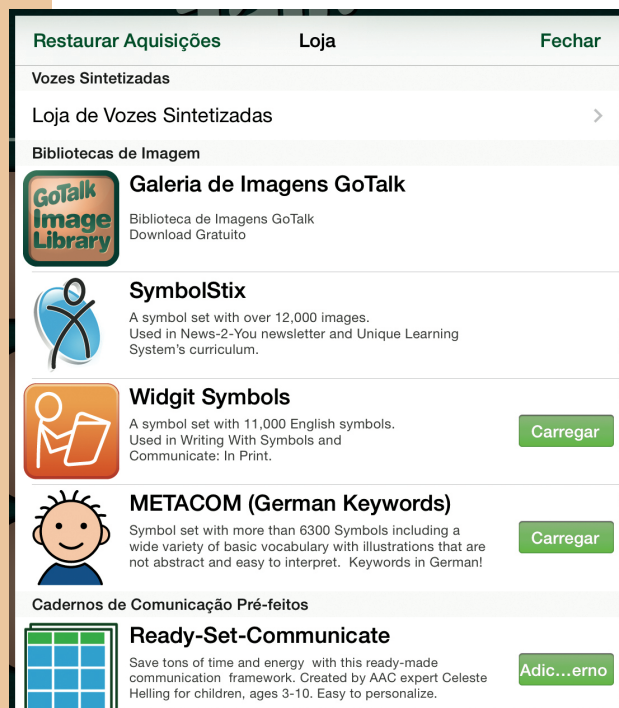 Restaurar Aquisições Loja Fechar
Vozes Sintetizadas
Loja de Vozes Sintetizadas
Bibliotecas de Imagem
GoTalk
Image
Library
Galeria de Imagens GoTalk
Biblioteca de Imagens GoTalk
Download Gratuito
SymbolStix
A symbol set with over 12,000 images.
Used in News-2-You newsletter and Unique Learning
System's curriculum.
Widgit Symbols
A symbol set with 11,000 English symbols.
Used in Writing With Symbols and
Communicate: In Print.
Carregar
METACOM (German Keywords)
Symbol set with more than 6300 Symbols including a
wide variety of basic vocabulary with illustrations that are
not abstract and easy to interpret. Keywords in German!
Carregar
Cadernos de Comunicação Pré-feitos
Ready-Set-Communicate
Save tons of time and energy with this ready-made
communication framework. Created by AAC expert Celeste
Helling for children, ages 3-10. Easy to personalize.
Adic...erno